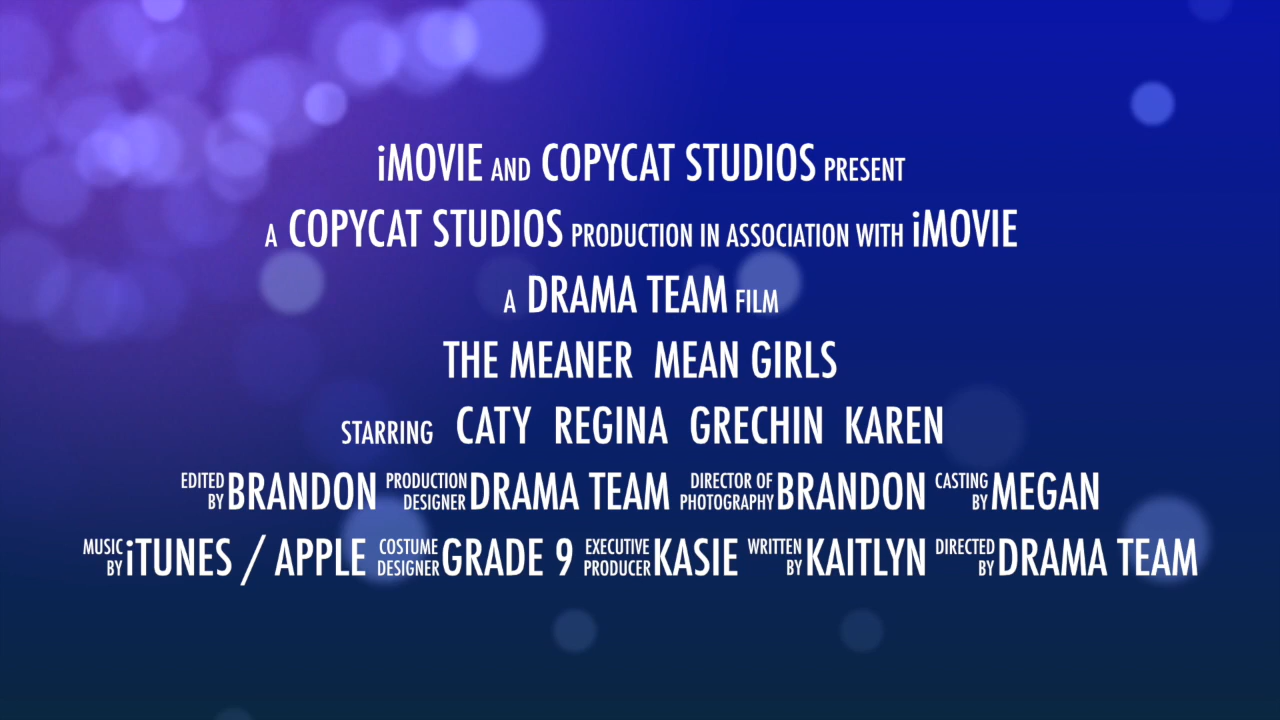 iMOVIE AND COPYCAT STUDIOS PRESENT
A COPYCAT STUDIOS PRODUCTION IN ASSOCIATION WITH iMOVIE
A DRAMA TEAM FILM
THE MEANER MEAN GIRLS
STARRING CATY REGINA GRECHIN KAREN
EDITED BY BRANDON PRODUCTION DESIGNER DRAMA TEAM DIRECTOR OF PHOTOGRAPHY BRANDON CASTING BY MEGAN
MUSIC BY iTUNES / APPLE COSTUME DESIGNER GRADE 9 EXECUTIVE PRODUCER KASIE WRITTEN BY KAITLYN DIRECTED BY DRAMA TEAM